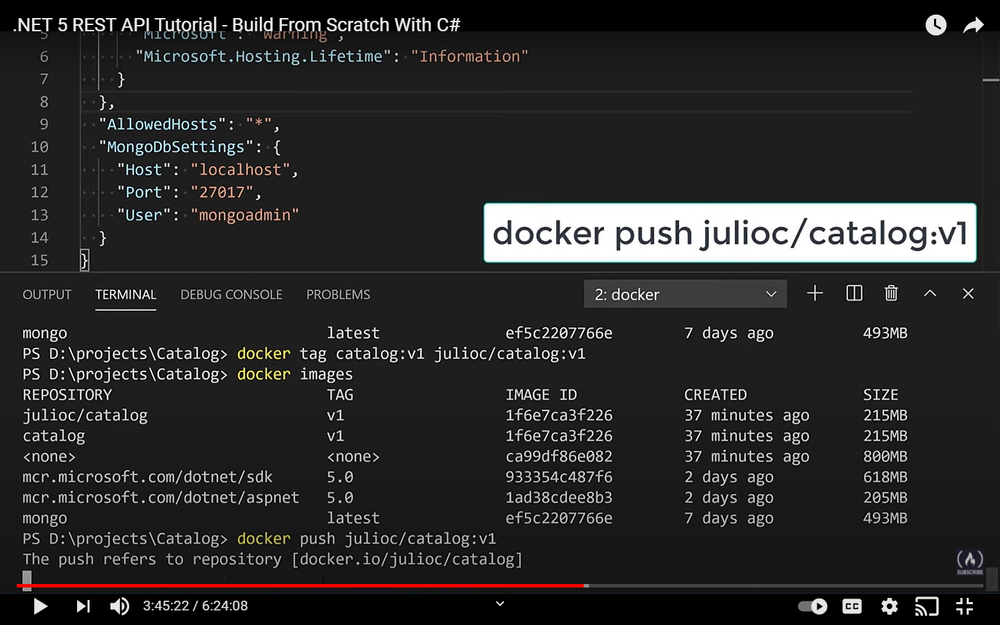 .NET 5 REST API Tutorial - Build From Scratch With C#
5 "Microsoft": "Warning",
6 "Microsoft.Hosting.Lifetime": "Information"
7 }
8 },
9 "AllowedHosts": "*",
10 "MongoDbSettings": {
11 "Host": "localhost",
12 "Port": "27017",
13 "User": "mongoadmin"
14 }
15 }
docker push julioc/catalog:v1
OUTPUT TERMINAL DEBUG CONSOLE PROBLEMS 2: docker
mongo latest ef5c2207766e 7 days ago 493MB
PS D:\projects\Catalog> docker tag catalog:v1 julioc/catalog:v1
PS D:\projects\Catalog> docker images
REPOSITORY TAG IMAGE ID CREATED SIZE
julioc/catalog v1 1f6e7ca3f226 37 minutes ago 215MB
catalog v1 1f6e7ca3f226 37 minutes ago 215MB
<none> <none> ca99df86e082 37 minutes ago 800MB
mcr.microsoft.com/dotnet/sdk 5.0 933354c487f6 2 days ago 618MB
mcr.microsoft.com/dotnet/aspnet 5.0 1ad38cdee8b3 2 days ago 205MB
mongo latest ef5c2207766e 7 days ago 493MB
PS D:\projects\Catalog> docker push julioc/catalog:v1
The push refers to repository [docker.io/julioc/catalog]
SUBSCRIBE
3:45:22 / 6:24:08
CC